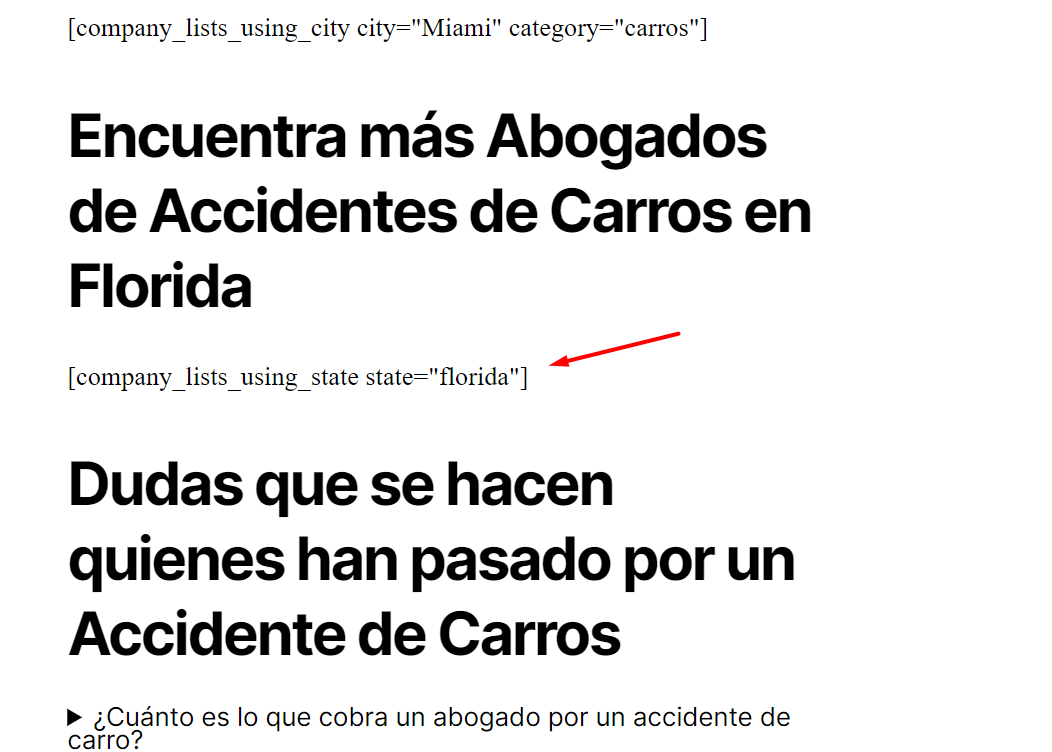 [company_lists_using_city city="Miami" category="carros"]
Encuentra más Abogados
de Accidentes de Carros en
Florida
[company_lists_using_state state="florida"]
Dudas que se hacen
quienes han pasado por un
Accidente de Carros
¿Cuánto es lo que cobra un abogado por un accidente de
carro?